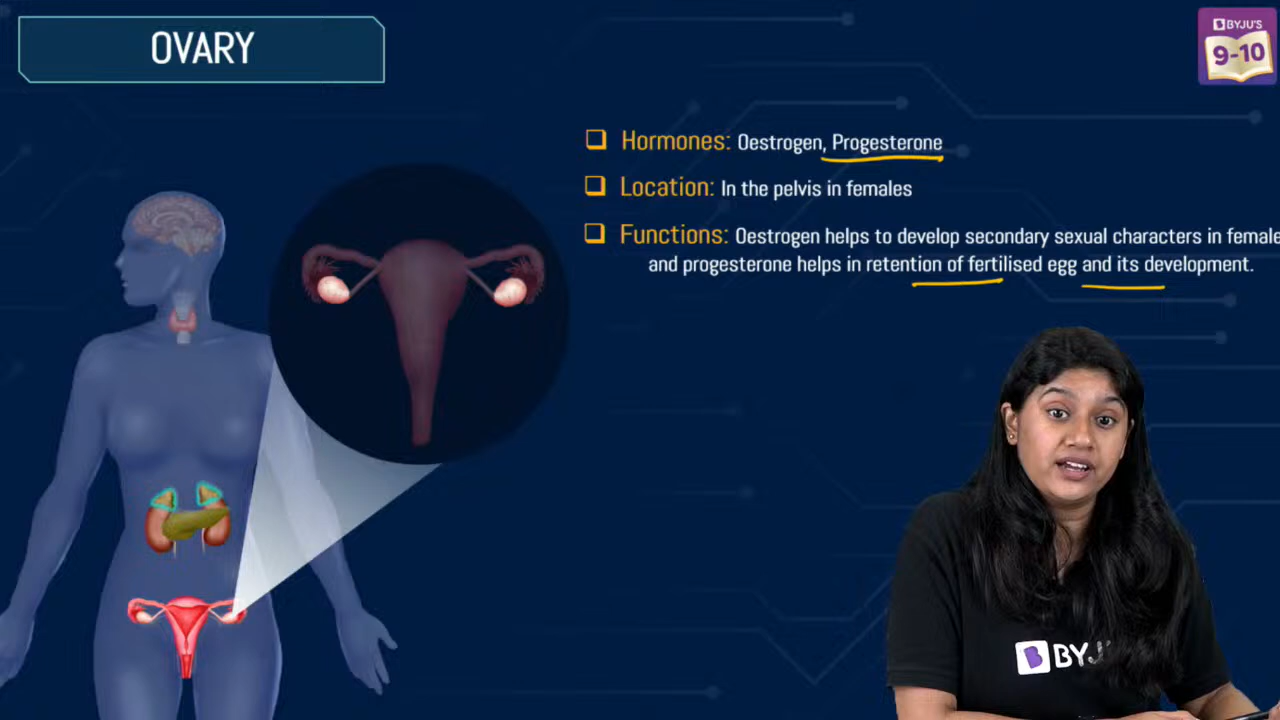 OVARY
BYJU'S
9-10
Hormones: Oestrogen, Progesterone
Location: In the pelvis in females
Functions: Oestrogen helps to develop secondary sexual characters in female
and progesterone helps in retention of fertilised egg and its development.
BYJ